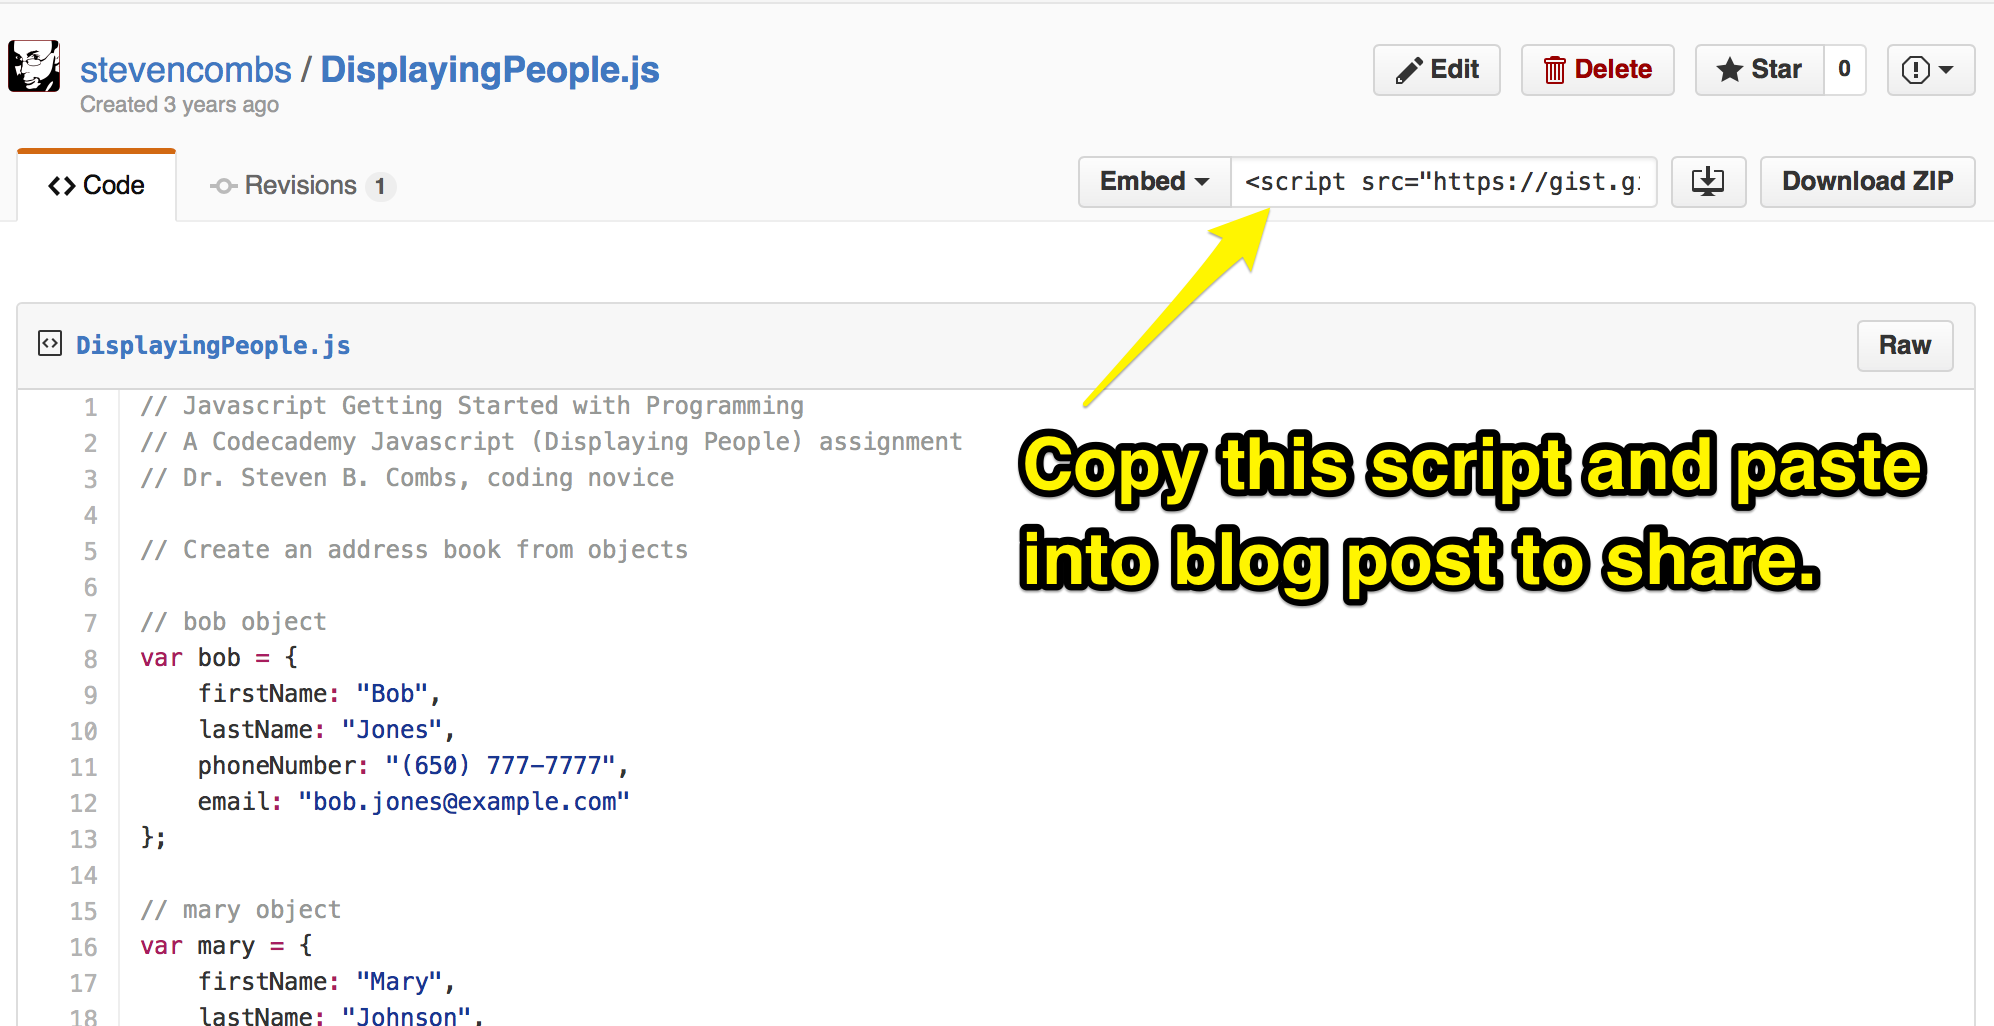 stevencombs / DisplayingPeople.js
Created 3 years ago
Edit
Delete
Star 0
Code
Revisions 1
Embed
<script src="https://gist.gi
Download ZIP
DisplayingPeople.js
Raw
1 // Javascript Getting Started with Programming
2 // A Codecademy Javascript (Displaying People) assignment
3 // Dr. Steven B. Combs, coding novice
4
5 // Create an address book from objects
6
7 // bob object
8 var bob = {
9 firstName: "Bob",
10 lastName: "Jones",
11 phoneNumber: "(650) 777-7777",
12 email: "bob.jones@example.com"
13 };
14
15 // mary object
16 var mary = {
17 firstName: "Mary",
18 lastName: "Johnson",
Copy this script and paste
into blog post to share.